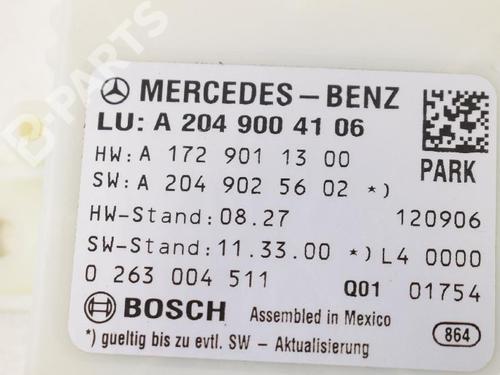 B-PARTS
MERCEDES-BENZ
LU: A 204 900 41 06
HW: A 172 901 13 00
PARK
SW: A 204 902 56 02 *)
HW-Stand: 08.27 120906
SW-Stand: 11.33.00 *) L4 0000
0 263 004 511 Q01 01754
BOSCH Assembled in Mexico
*) gueltig bis zu evtl. SW - Aktualisierung 864